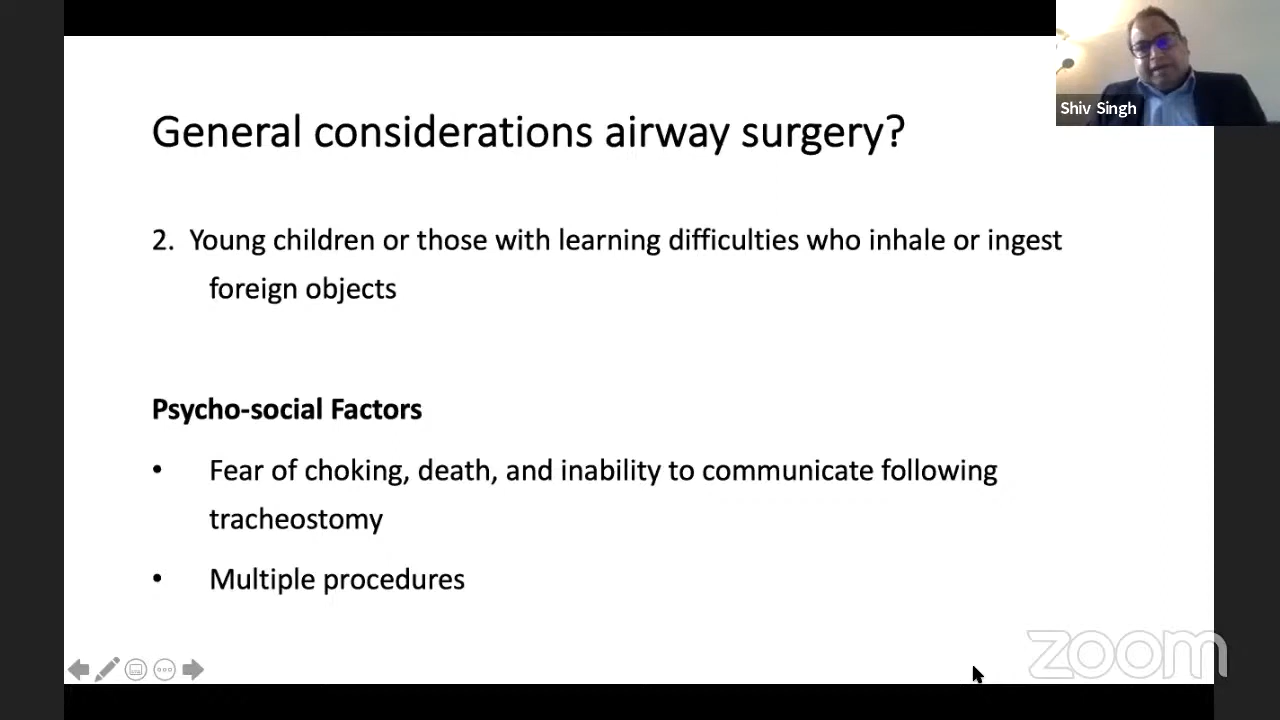 Shiv Singh
General considerations airway surgery?
2. Young children or those with learning difficulties who inhale or ingest
foreign objects
Psycho-social Factors
• Fear of choking, death, and inability to communicate following
tracheostomy
• Multiple procedures
zoom